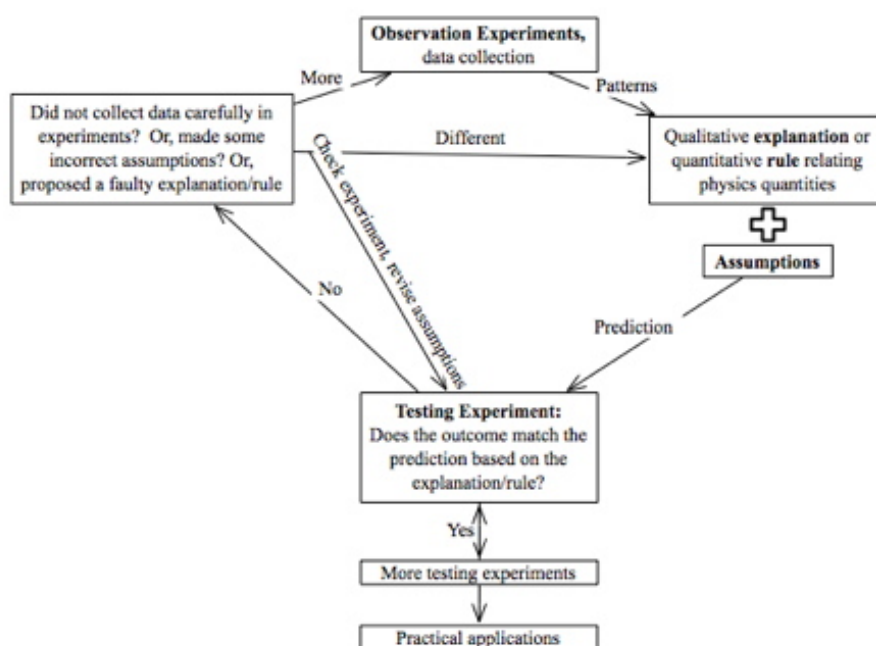 Observation Experiments,
data collection
More
Patterns
Did not collect data carefully in
experiments? Or, made some
incorrect assumptions? Or,
proposed a faulty explanation/rule
Different
Qualitative explanation or
quantitative rule relating
physics quantities
Check experiment, revise assumptions
Assumptions
No
Prediction
Testing Experiment:
Does the outcome match the
prediction based on the
explanation/rule?
Yes
More testing experiments
Practical applications